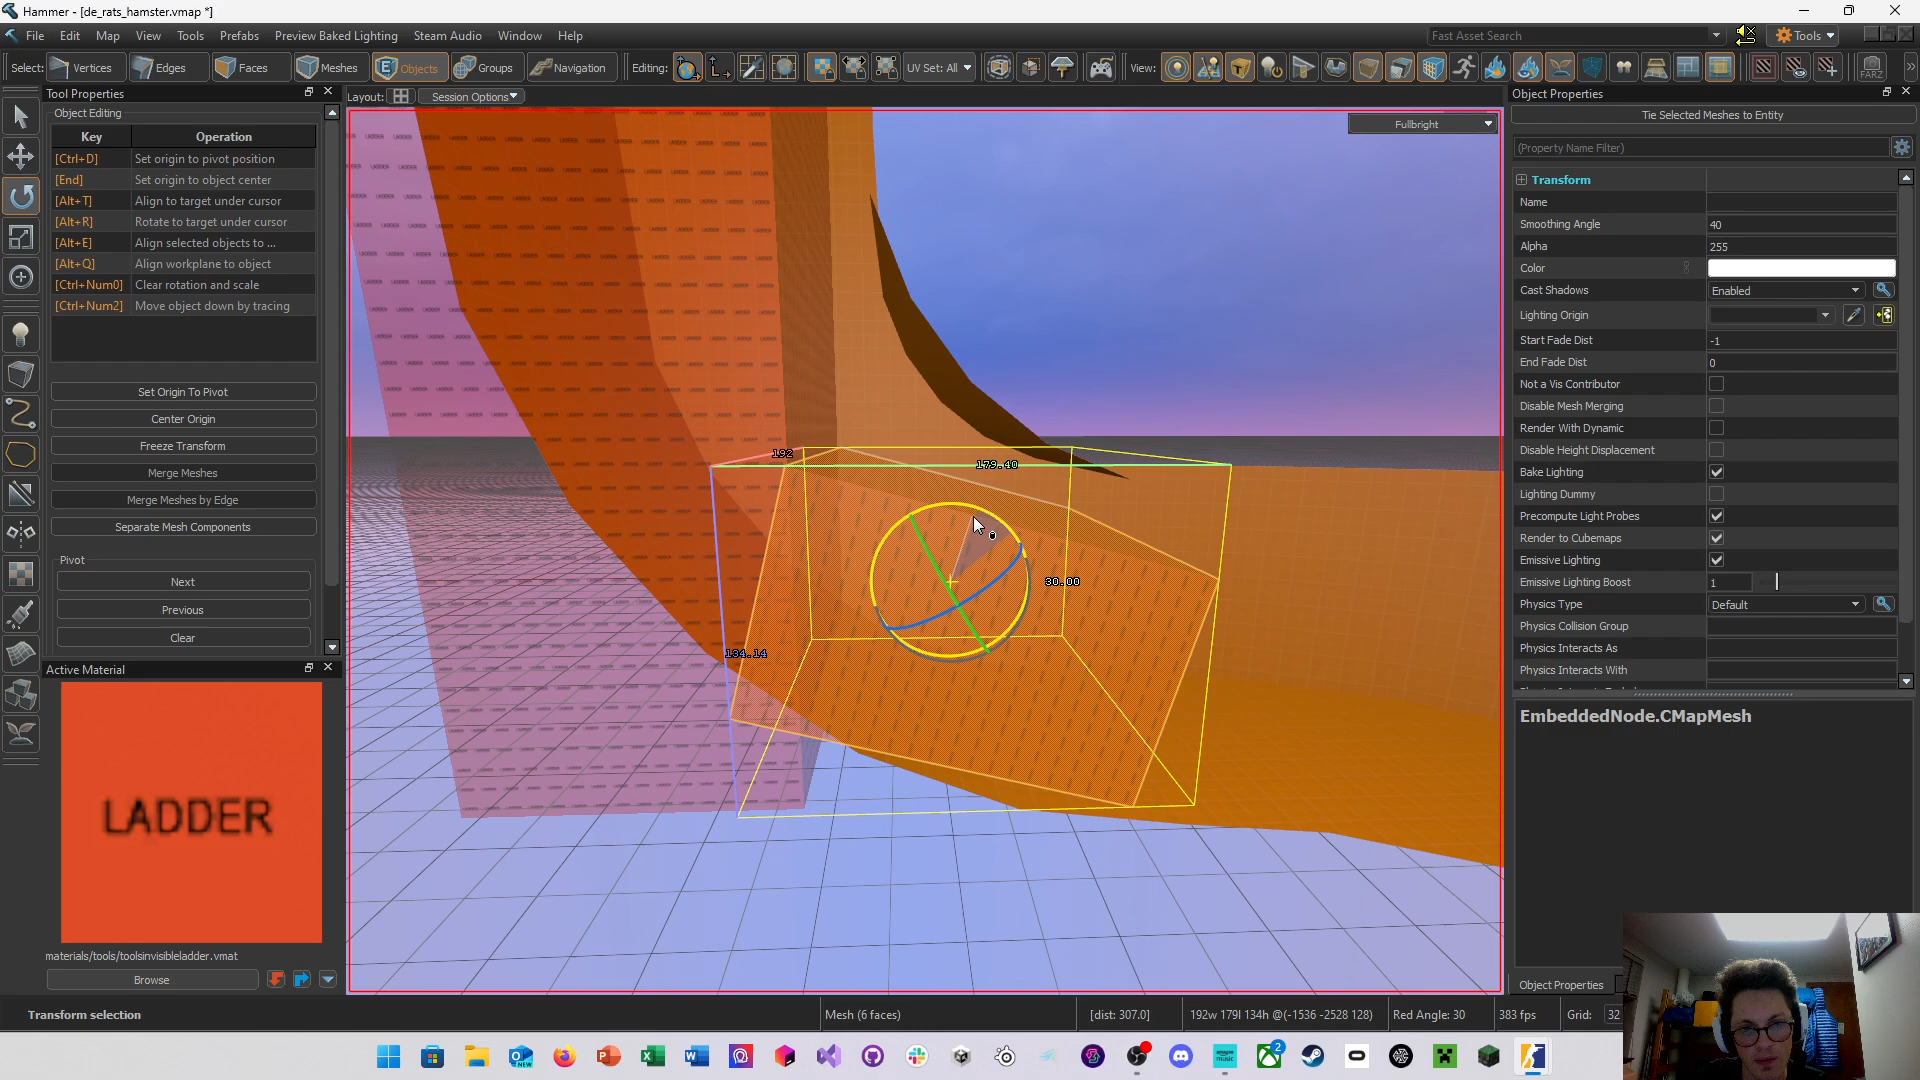 Hammer - [de_rats_hamster.vmap *]
File Edit Map View Tools Prefabs Preview Baked Lighting Steam Audio Window Help
Fast Asset Search
Tools
Select: Vertices Edges Faces Meshes Objects Groups Navigation Editing: UV Set: All View: FARZ
Tool Properties
Layout: Session Options
Object Properties
Object Editing
Key Operation
[Ctrl+D] Set origin to pivot position
[End] Set origin to object center
[Alt+T] Align to target under cursor
[Alt+R] Rotate to target under cursor
[Alt+E] Align selected objects to ...
[Alt+Q] Align workplane to object
[Ctrl+Num0] Clear rotation and scale
[Ctrl+Num2] Move object down by tracing
Set Origin To Pivot
Center Origin
Freeze Transform
Merge Meshes
Merge Meshes by Edge
Separate Mesh Components
Pivot
Next
Previous
Clear
Active Material
LADDER
materials/tools/toolsinvisibleladder.vmat
Browse
Fullbright
192
179.40
30.00
134.14
Tie Selected Meshes to Entity
(Property Name Filter)
Transform
Name
Smoothing Angle 40
Alpha 255
Color
Cast Shadows Enabled
Lighting Origin
Start Fade Dist -1
End Fade Dist 0
Not a Vis Contributor
Disable Mesh Merging
Render With Dynamic
Disable Height Displacement
Bake Lighting
Lighting Dummy
Precompute Light Probes
Render to Cubemaps
Emissive Lighting
Emissive Lighting Boost 1
Physics Type Default
Physics Collision Group
Physics Interacts As
Physics Interacts With
EmbeddedNode.CMapMesh
Object Properties
Transform selection
Mesh (6 faces)
[dist: 307.0]
192w 179l 134h @(-1536 -2528 128)
Red Angle: 30
383 fps
Grid: 32
NEW
2